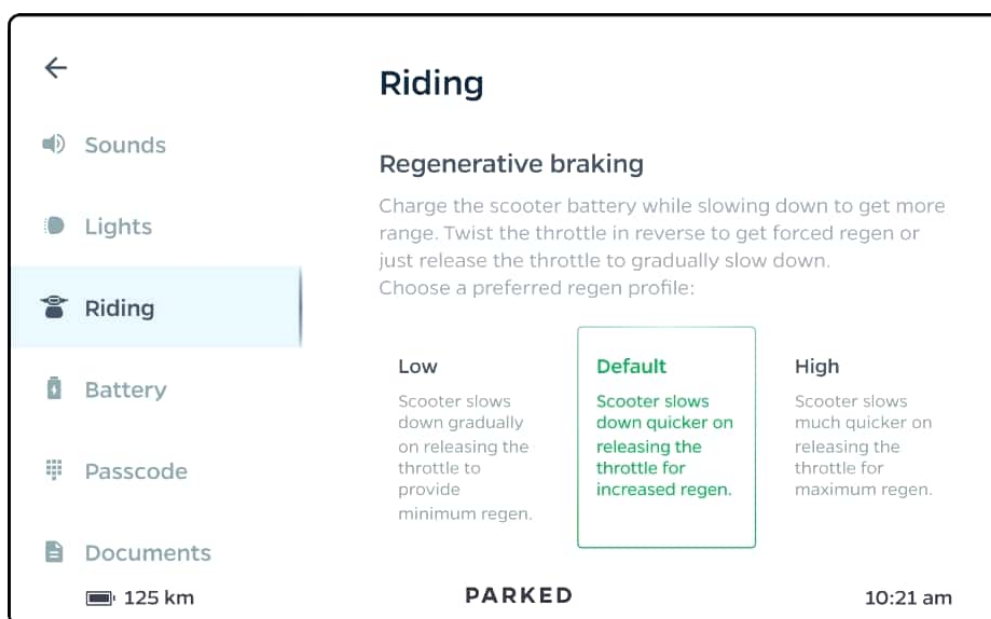 Riding
Sounds
Lights
Riding
Battery
Passcode
Documents
Regenerative braking
Charge the scooter battery while slowing down to get more
range. Twist the throttle in reverse to get forced regen or
just release the throttle to gradually slow down.
Choose a preferred regen profile:
Low
Scooter slows
down gradually
on releasing the
throttle to
provide
minimum regen.
Default
Scooter slows
down quicker on
releasing the
throttle for
increased regen.
High
Scooter slows
much quicker on
releasing the
throttle for
maximum regen.
125 km
PARKED
10:21 am